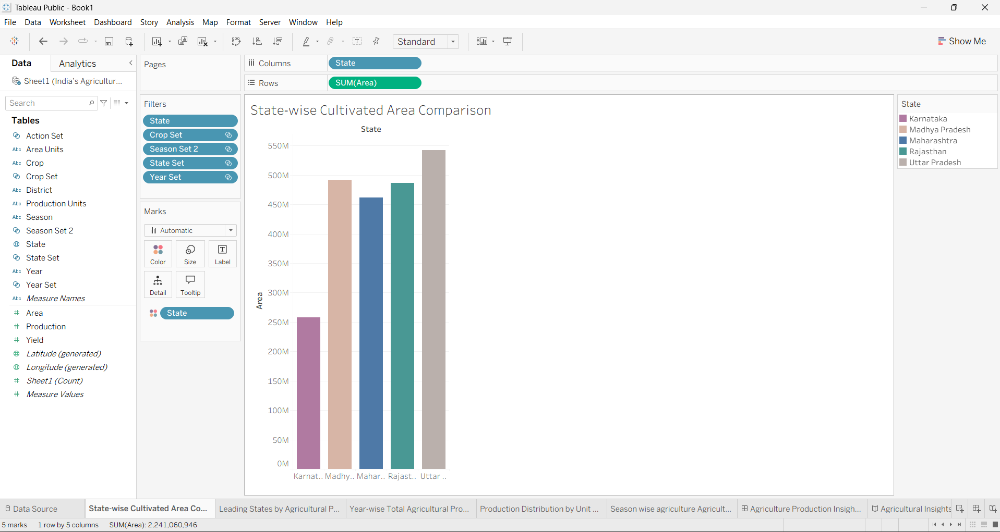 Tableau Public - Book1
File Data Worksheet Dashboard Story Analysis Map Format Server Window Help
Standard
Show Me
Data Analytics
Sheet1 (India's Agricultur...
Search
Tables
Action Set
Abc Area Units
Abc Crop
Crop Set
Abc District
Abc Production Units
Abc Season
Season Set 2
State
State Set
Abc Year
Year Set
Abc Measure Names
Area
Production
Yield
Latitude (generated)
Longitude (generated)
Sheet1 (Count)
Measure Values
Pages
Filters
State
Crop Set
Season Set 2
State Set
Year Set
Marks
Automatic
Color Size Label
Detail Tooltip
State
Columns State
Rows SUM(Area)
State-wise Cultivated Area Comparison
State
550M
500M
450M
400M
350M
300M
250M
200M
150M
100M
50M
0M
Area
Karnat.. Madhy.. Mahar.. Rajast.. Uttar ..
State
Karnataka
Madhya Pradesh
Maharashtra
Rajasthan
Uttar Pradesh
Data Source State-wise Cultivated Area Co... Leading States by Agricultural P... Year-wise Total Agricultural Pro... Production Distribution by Unit ... Season wise agriculture Agricult... Agriculture Production Insigh... Agricultural Insights
5 marks 1 row by 5 columns SUM(Area): 2,241,060,946